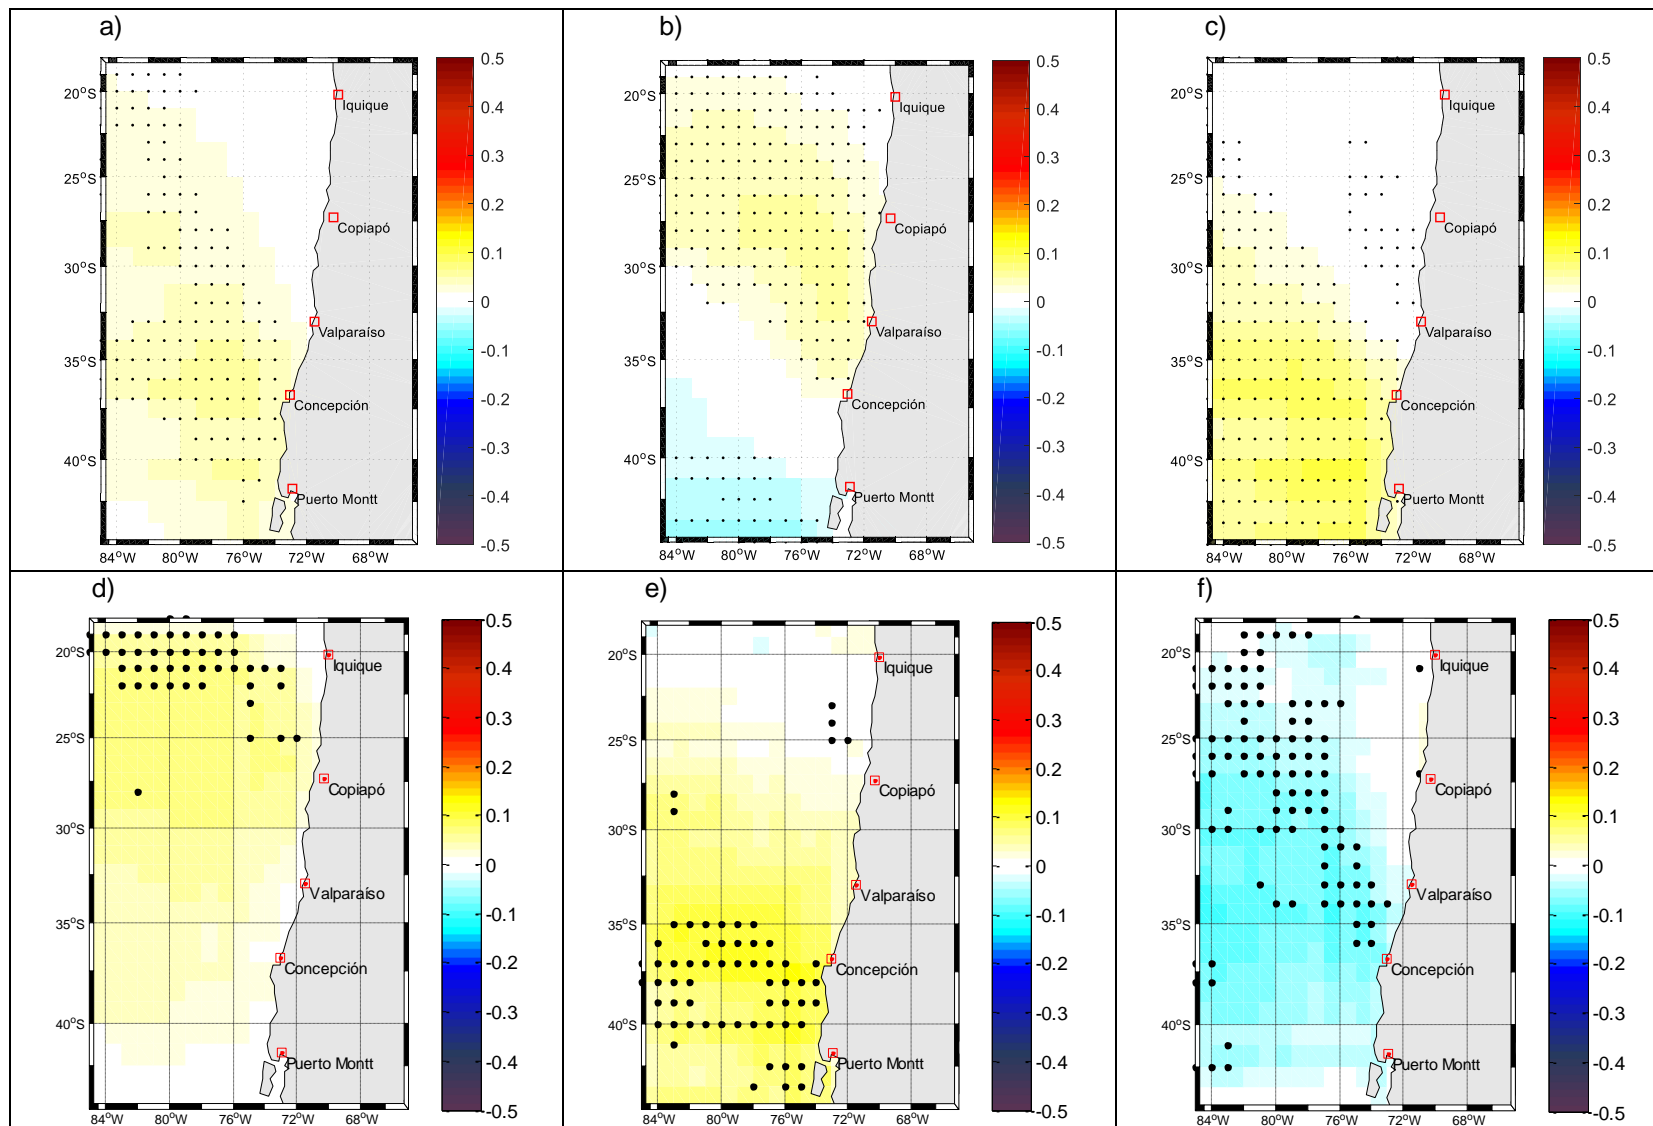 a)
20°S
25°S
30°S
35°S
40°S
84°W
80°W
76°W
72°W
68°W
Iquique
Copiapó
Valparaíso
Concepción
Puerto Montt
0.5
0.4
0.3
0.2
0.1
0
-0.1
-0.2
-0.3
-0.4
-0.5
b)
20°S
25°S
30°S
35°S
40°S
84°W
80°W
76°W
72°W
68°W
Iquique
Copiapó
Valparaíso
Concepción
Puerto Montt
0.5
0.4
0.3
0.2
0.1
0
-0.1
-0.2
-0.3
-0.4
-0.5
c)
20°S
25°S
30°S
35°S
40°S
84°W
80°W
76°W
72°W
68°W
Iquique
Copiapó
Valparaíso
Concepción
Puerto Montt
0.5
0.4
0.3
0.2
0.1
0
-0.1
-0.2
-0.3
-0.4
-0.5
d)
20°S
25°S
30°S
35°S
40°S
84°W
80°W
76°W
72°W
68°W
Iquique
Copiapó
Valparaíso
Concepción
Puerto Montt
0.5
0.4
0.3
0.2
0.1
0
-0.1
-0.2
-0.3
-0.4
-0.5
e)
20°S
25°S
30°S
35°S
40°S
84°W
80°W
76°W
72°W
68°W
Iquique
Copiapó
Valparaíso
Concepción
Puerto Montt
0.5
0.4
0.3
0.2
0.1
0
-0.1
-0.2
-0.3
-0.4
-0.5
f)
20°S
25°S
30°S
35°S
40°S
84°W
80°W
76°W
72°W
68°W
Iquique
Copiapó
Valparaíso
Concepción
Puerto Montt
0.5
0.4
0.3
0.2
0.1
0
-0.1
-0.2
-0.3
-0.4
-0.5